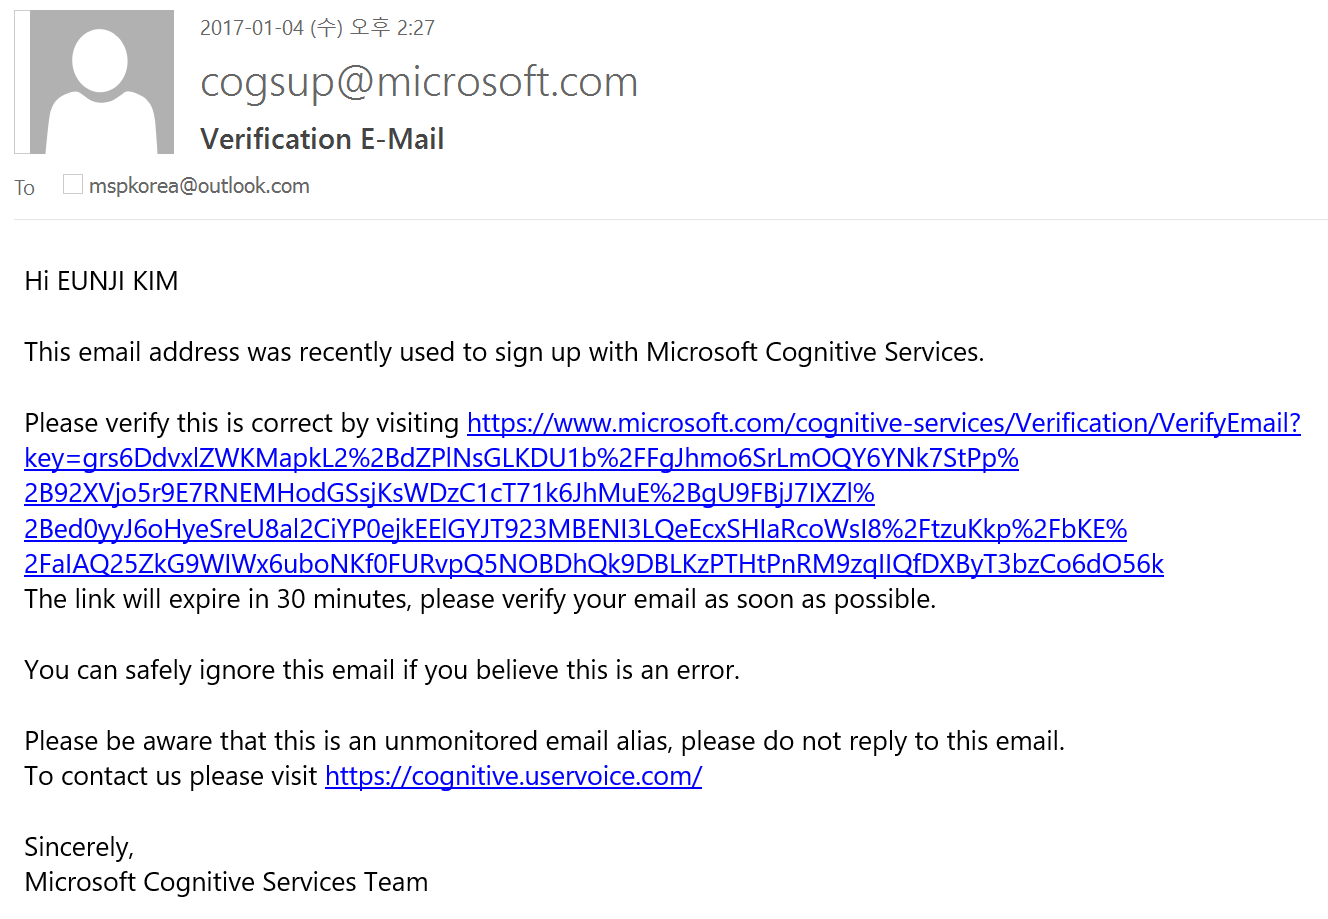 2017-01-04 (수) 오후 2:27
cogsup@microsoft.com
Verification E-Mail
To mspkorea@outlook.com
Hi EUNJI KIM
This email address was recently used to sign up with Microsoft Cognitive Services.
Please verify this is correct by visiting https://www.microsoft.com/cognitive-services/Verification/VerifyEmail?
key=grs6DdvxlZWKMapkL2%2BdZPlNsGLKDU1b%2FFgJhmo6SrLmOQY6YNk7StPp%
2B92XVjo5r9E7RNEMHodGSsjKsWDzC1cT71k6JhMuE%2BgU9FBjJ7IXZl%
2Bed0yyJ6oHyeSreU8al2CiYP0ejkEElGYJT923MBENI3LQeEcxSHIaRcoWsI8%2FtzuKkp%2FbKE%
2FaIAQ25ZkG9WIWx6uboNKf0FURvpQ5NOBDhQk9DBLKzPTHtPnRM9zqIIQfDXByT3bzCo6dO56k
The link will expire in 30 minutes, please verify your email as soon as possible.
You can safely ignore this email if you believe this is an error.
Please be aware that this is an unmonitored email alias, please do not reply to this email.
To contact us please visit https://cognitive.uservoice.com/
Sincerely,
Microsoft Cognitive Services Team